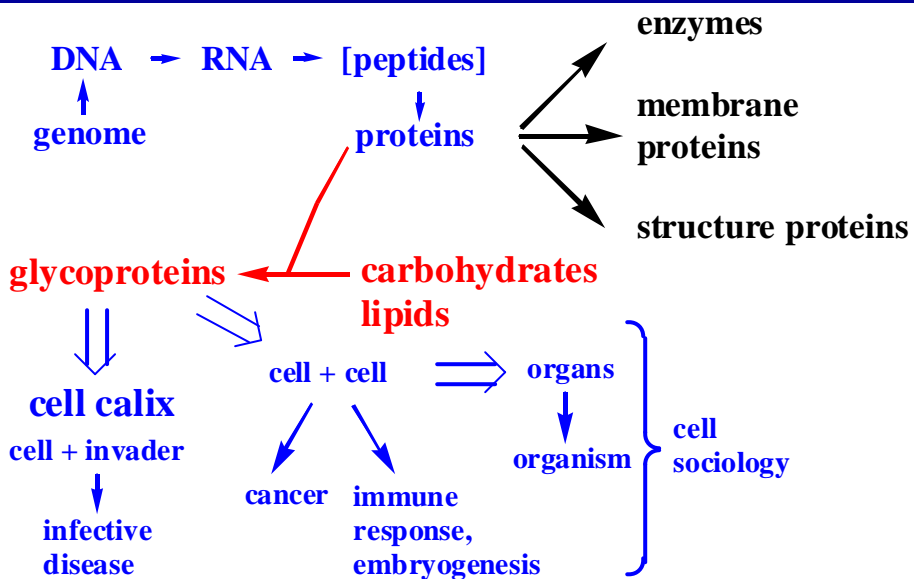 DNA RNA [peptides]
genome
proteins
enzymes
membrane
proteins
structure proteins
glycoproteins
carbohydrates
lipids
cell calix
cell + invader
infective
disease
cell + cell
cancer
immune
response,
embryogenesis
organs
organism
cell
sociology